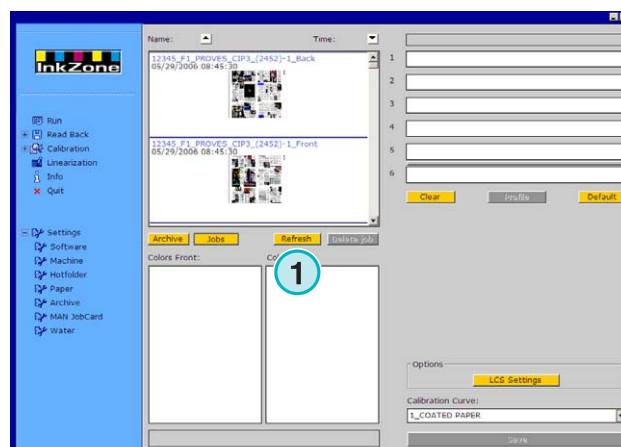 InkZone
Run
Read Back
Calibration
Linearization
Info
Quit
Settings
Software
Machine
Hotfolder
Paper
Archive
MAN JobCard
Water
Name: Time:
12345_F1_PROVES_CIP3_(2452)-1_Back
05/29/2006 08:45:30
12345_F1_PROVES_CIP3_(2452)-1_Front
05/29/2006 08:45:30
Archive Jobs Refresh Delete job
Colors Front:
1
1
2
3
4
5
6
Clear Profile Default
Options
LCS Settings
Calibration Curve:
1_COATED PAPER
Save